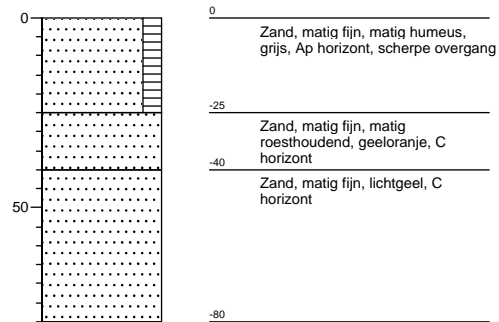 0
0
Zand, matig fijn, matig humeus,
grijs, Ap horizont, scherpe overgang
-25
Zand, matig fijn, matig
roesthoudend, geeloranje, C
horizont
-40
Zand, matig fijn, lichtgeel, C
horizont
50
-80